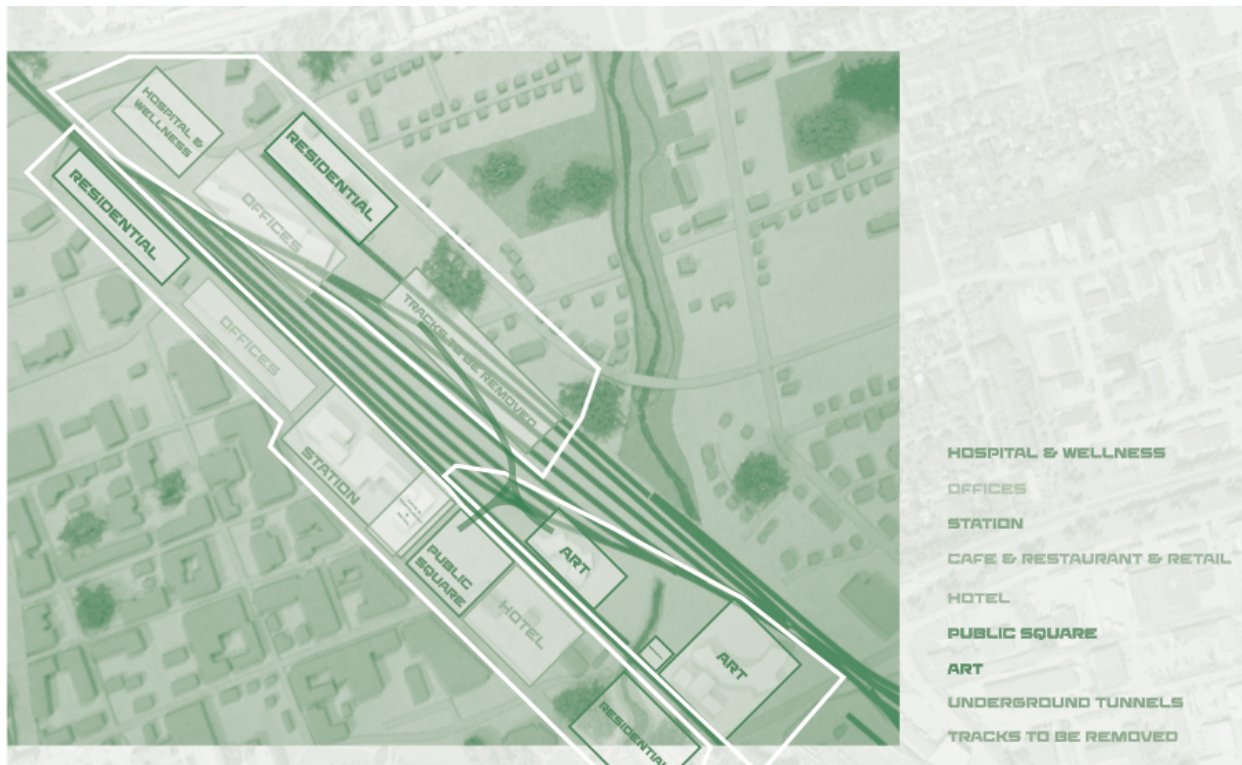 HOSPITAL &
WELLNESS
RESIDENTIAL
RESIDENTIAL
OFFICES
OFFICES
TRACKS TO BE REMOVED
STATION
PUBLIC
SQUARE
ART
HOTEL
ART
RESIDENTIAL
HOSPITAL & WELLNESS
OFFICES
STATION
CAFE & RESTAURANT & RETAIL
HOTEL
PUBLIC SQUARE
ART
UNDERGROUND TUNNELS
TRACKS TO BE REMOVED